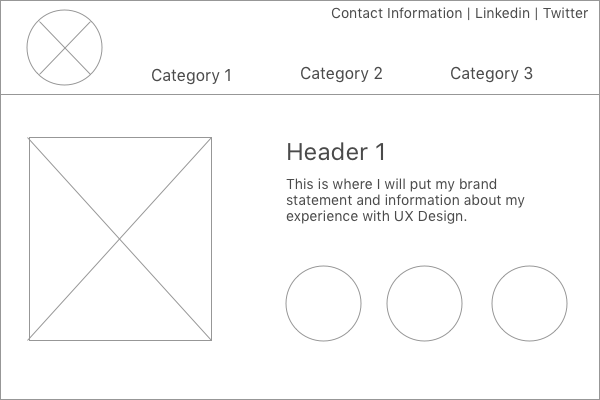 Contact Information | Linkedin | Twitter
Category 1
Category 2
Category 3
Header 1
This is where I will put my brand
statement and information about my
experience with UX Design.